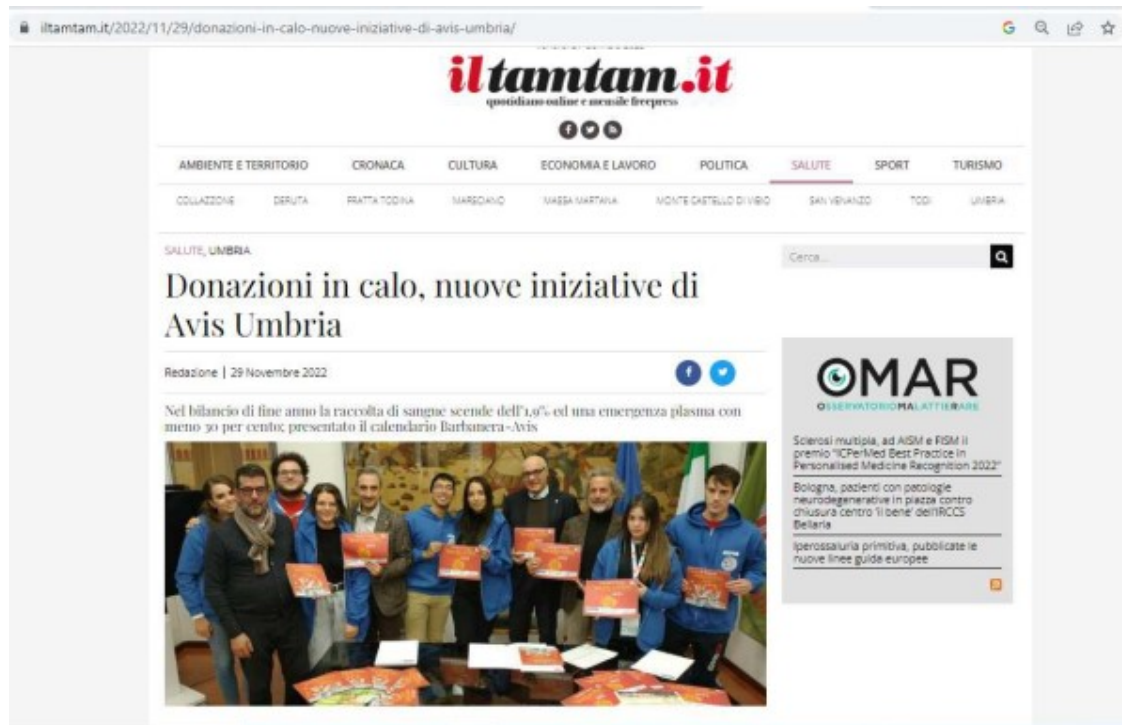 iltamtam.it/2022/11/29/donazioni-in-calo-nuove-iniziative-di-avis-umbria/
il tamtam.it
quotidiano online e mensile freepress
AMBIENTE E TERRITORIO CRONACA CULTURA ECONOMIA E LAVORO POLITICA SALUTE SPORT TURISMO
COLLAZZONE DERUTA FRATTA TODINA MARSCIANO MASSA MARTANA MONTE CASTELLO DI VIBIO SAN VENANZO TODI UMBRIA
SALUTE, UMBRIA
Cerca...
Donazioni in calo, nuove iniziative di
Avis Umbria
Redazione | 29 Novembre 2022
Nel bilancio di fine anno la raccolta di sangue scende dell'1,9% ed una emergenza plasma con
meno 30 per cento; presentato il calendario Barbanera-Avis
OMAR
OSSERVATORIOMALATTIERARE
Sclerosi multipla, ad AISM e FISM il
premio "ICPerMed Best Practice in
Personalised Medicine Recognition 2022"
Bologna, pazienti con patologie
neurodegenerative in piazza contro
chiusura centro 'il bene' dell'IRCCS
Bellaria
Iperossaluria primitiva, pubblicate le
nuove linee guida europee